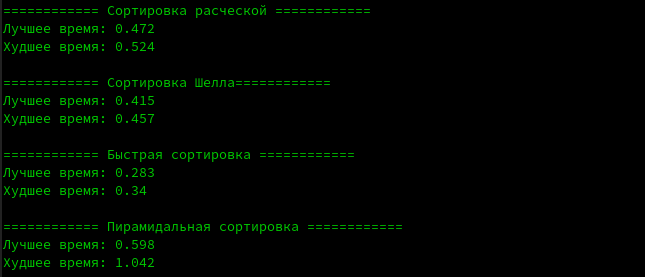 ============ Сортировка расческой ============
Лучшее время: 0.472
Худшее время: 0.524
============ Сортировка Шелла============
Лучшее время: 0.415
Худшее время: 0.457
============ Быстрая сортировка ============
Лучшее время: 0.283
Худшее время: 0.34
============ Пирамидальная сортировка ============
Лучшее время: 0.598
Худшее время: 1.042